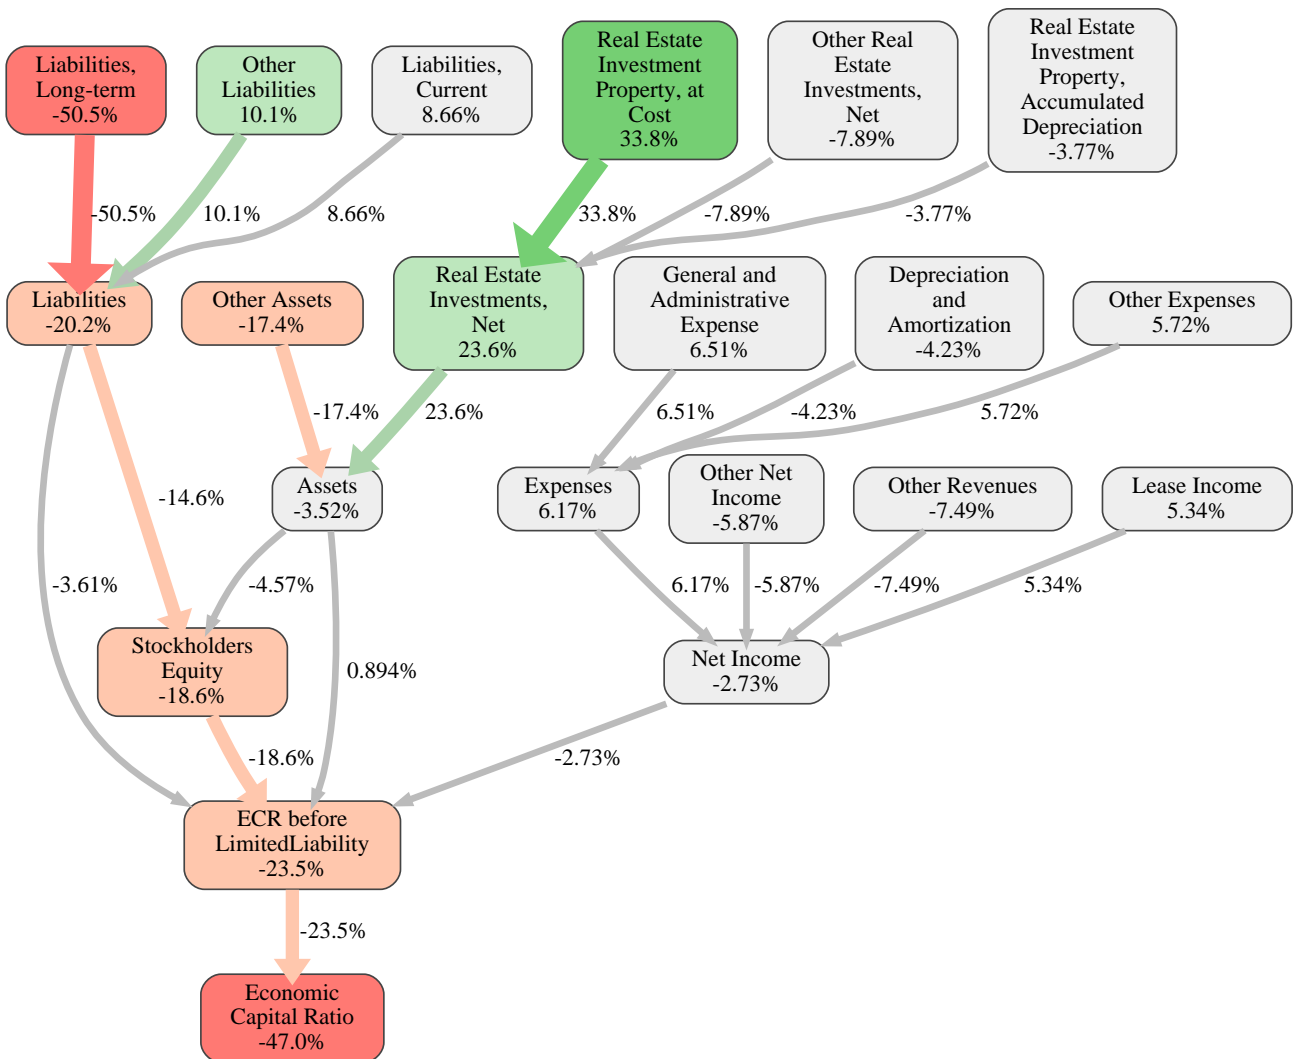 Liabilities,
Long-term
-50.5%
Other
Liabilities
10.1%
Liabilities,
Current
8.66%
Real Estate
Investment
Property, at
Cost
33.8%
Other Real
Estate
Investments,
Net
-7.89%
Real Estate
Investment
Property,
Accumulated
Depreciation
-3.77%
-50.5%
10.1%
8.66%
33.8%
-7.89%
-3.77%
Liabilities
-20.2%
Other Assets
-17.4%
Real Estate
Investments,
Net
23.6%
General and
Administrative
Expense
6.51%
Depreciation
and
Amortization
-4.23%
Other Expenses
5.72%
-17.4%
23.6%
6.51%
-4.23%
5.72%
-14.6%
Assets
-3.52%
Expenses
6.17%
Other Net
Income
-5.87%
Other Revenues
-7.49%
Lease Income
5.34%
-3.61%
-4.57%
6.17%
-5.87%
-7.49%
5.34%
Stockholders
Equity
-18.6%
0.894%
Net Income
-2.73%
-18.6%
-2.73%
ECR before
LimitedLiability
-23.5%
-23.5%
Economic
Capital Ratio
-47.0%